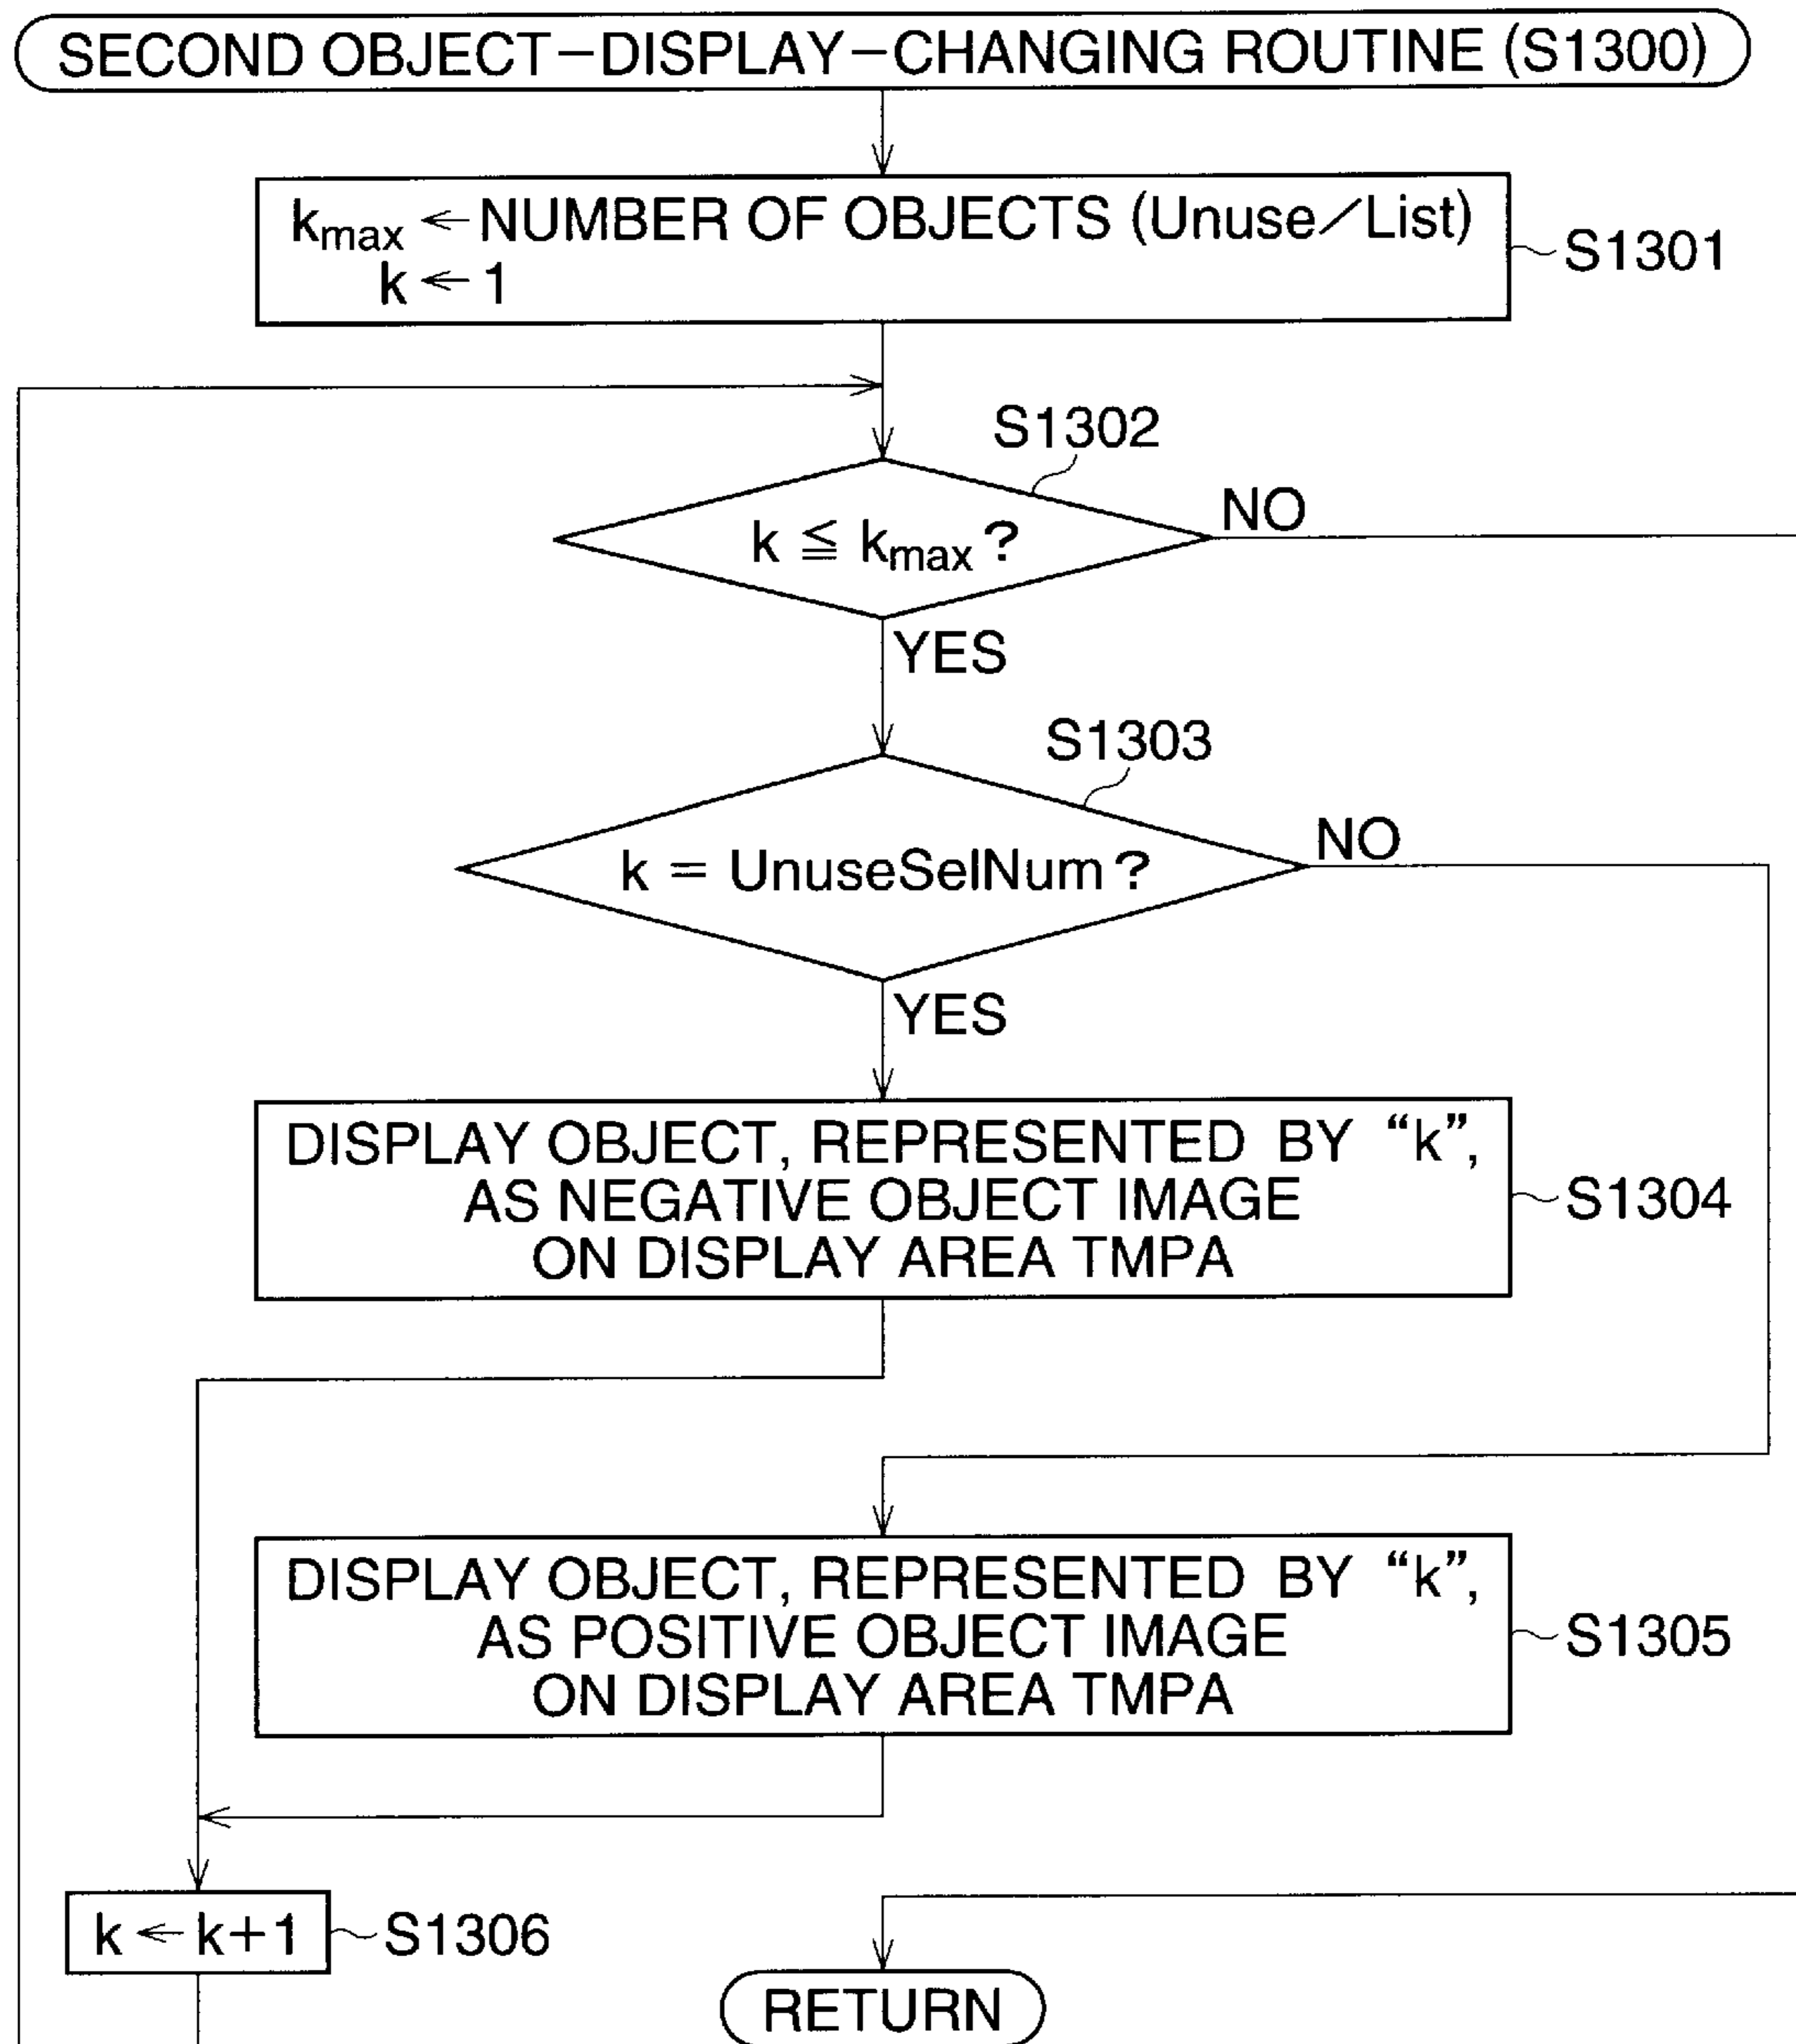 SECOND OBJECT-DISPLAY-CHANGING ROUTINE (S1300)
kmax ← NUMBER OF OBJECTS (Unuse/List)
k ← 1
S1301
S1302
k ≦ kmax ?
NO
YES
S1303
k = UnuseSelNum ?
NO
YES
DISPLAY OBJECT, REPRESENTED BY “k”,
AS NEGATIVE OBJECT IMAGE
ON DISPLAY AREA TMPA
S1304
DISPLAY OBJECT, REPRESENTED BY “k”,
AS POSITIVE OBJECT IMAGE
ON DISPLAY AREA TMPA
S1305
k ← k+1
S1306
RETURN